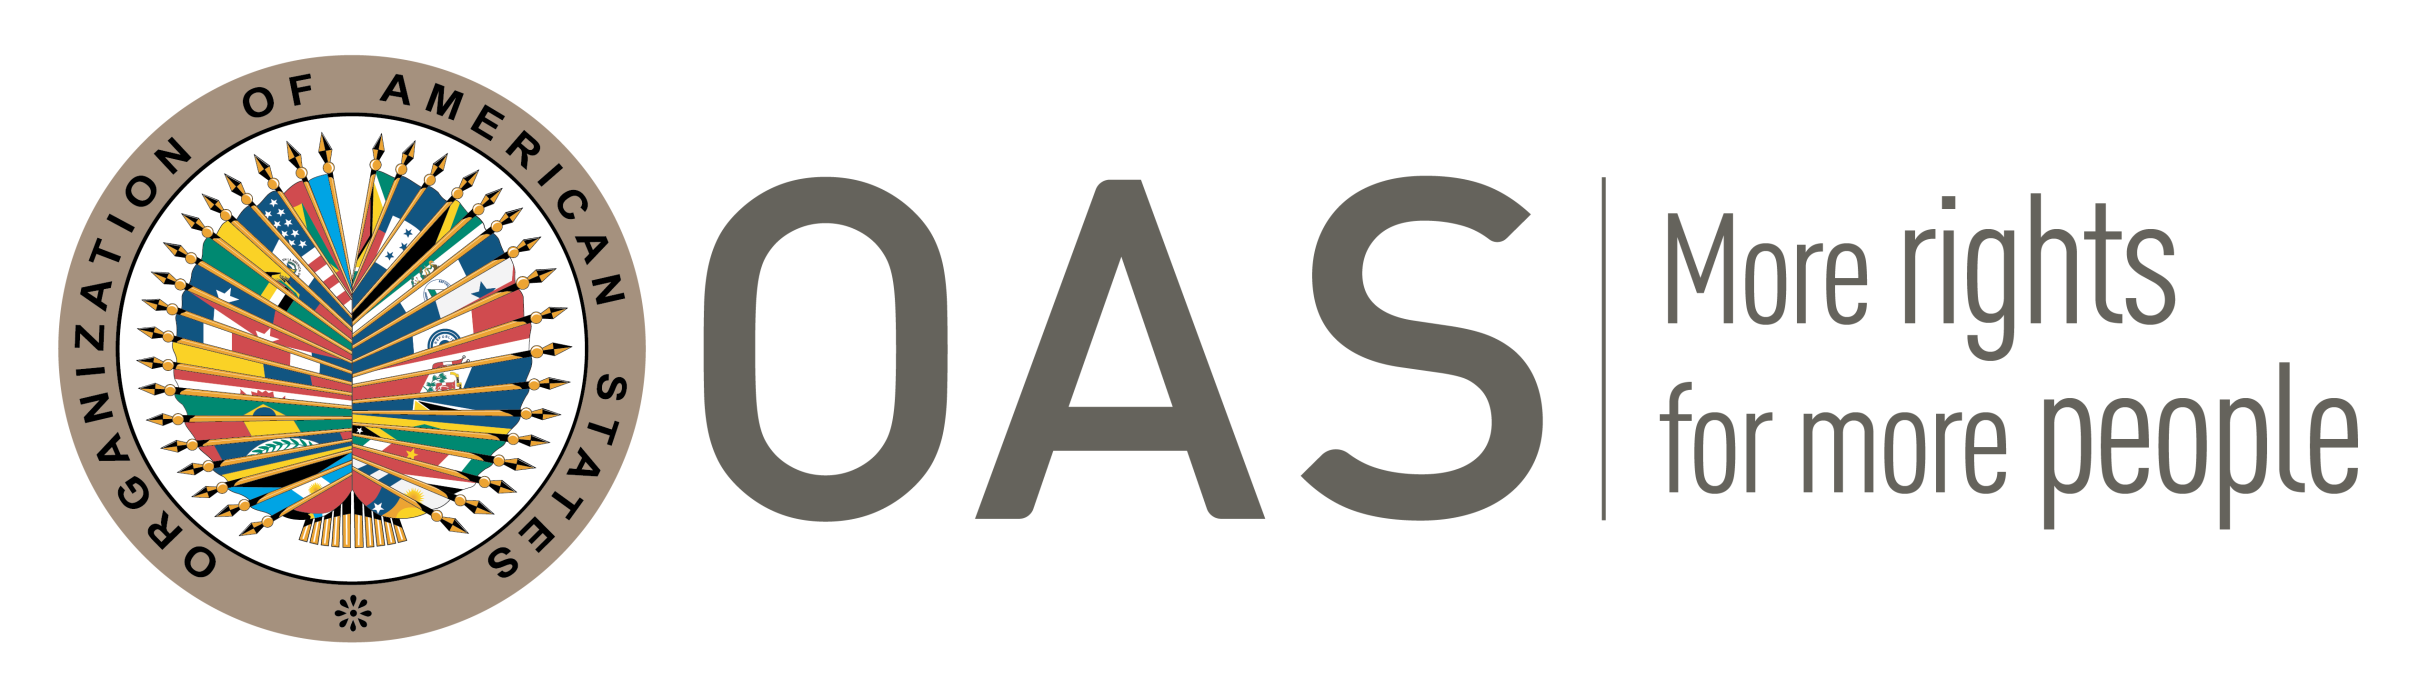 ORGANIZATION OF AMERICAN STATES
OAS
More rights
for more people